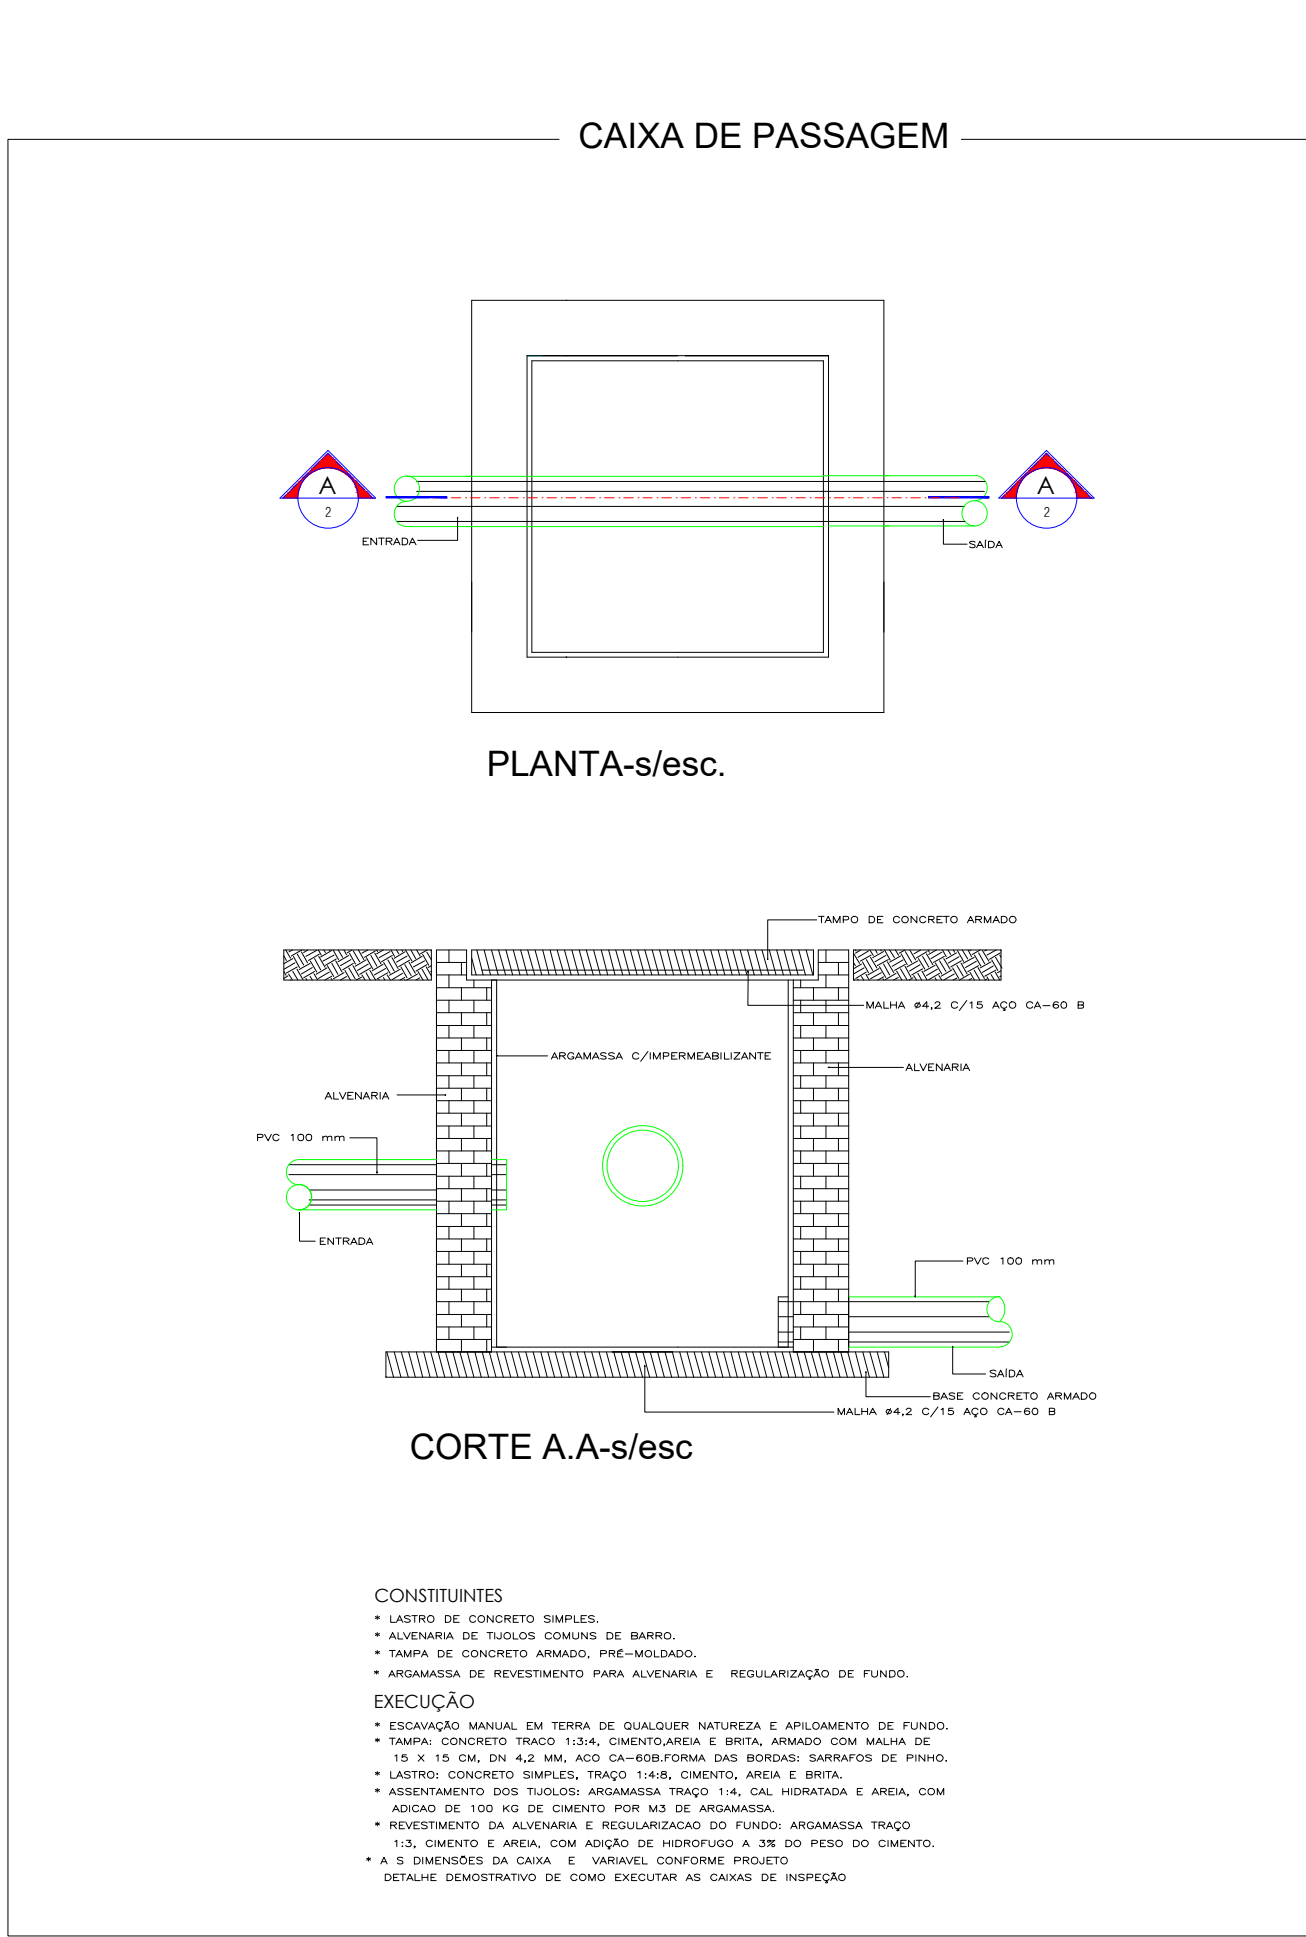 CAIXA DE PASSAGEM
A
2
A
2
ENTRADA
SAÍDA
PLANTA-s/esc.
TAMPO DE CONCRETO ARMADO
MALHA ø4,2 C/15 AÇO CA-60 B
ARGAMASSA C/IMPERMEABILIZANTE
ALVENARIA
ALVENARIA
PVC 100 mm
ENTRADA
PVC 100 mm
SAÍDA
BASE CONCRETO ARMADO
MALHA ø4,2 C/15 AÇO CA-60 B
CORTE A.A-s/esc
CONSTITUINTES
* LASTRO DE CONCRETO SIMPLES.
* ALVENARIA DE TIJOLOS COMUNS DE BARRO.
* TAMPA DE CONCRETO ARMADO, PRÉ-MOLDADO.
* ARGAMASSA DE REVESTIMENTO PARA ALVENARIA E REGULARIZAÇÃO DE FUNDO.
EXECUÇÃO
* ESCAVAÇÃO MANUAL EM TERRA DE QUALQUER NATUREZA E APILOAMENTO DE FUNDO.
* TAMPA: CONCRETO TRACO 1:3:4, CIMENTO,AREIA E BRITA, ARMADO COM MALHA DE
15 X 15 CM, DN 4,2 MM, ACO CA-60B.FORMA DAS BORDAS: SARRAFOS DE PINHO.
* LASTRO: CONCRETO SIMPLES, TRAÇO 1:4:8, CIMENTO, AREIA E BRITA.
* ASSENTAMENTO DOS TIJOLOS: ARGAMASSA TRAÇO 1:4, CAL HIDRATADA E AREIA, COM
ADICAO DE 100 KG DE CIMENTO POR M3 DE ARGAMASSA.
* REVESTIMENTO DA ALVENARIA E REGULARIZACAO DO FUNDO: ARGAMASSA TRAÇO
1:3, CIMENTO E AREIA, COM ADIÇÃO DE HIDROFUGO A 3% DO PESO DO CIMENTO.
* A S DIMENSÕES DA CAIXA E VARIAVEL CONFORME PROJETO
DETALHE DEMOSTRATIVO DE COMO EXECUTAR AS CAIXAS DE INSPEÇÃO